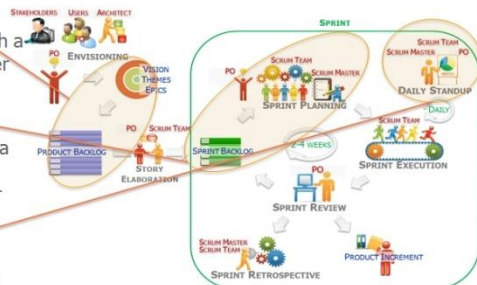 STAKEHOLDERS USERS ARCHITECT
h a
er
ENVISIONING
PO
VISION
THEMES
EPICS
a
PRODUCT BACKLOG
PO SCRUM TEAM
STORY
ELABORATION
SPRINT
PO
SCRUM TEAM
SCRUM MASTER
SPRINT PLANNING
SCRUM TEAM
SCRUM MASTER PO
DAILY STANDUP
DAILY
SCRUM TEAM
SPRINT EXECUTION
SPRINT BACKLOG
2-4 WEEKS
PO
SPRINT REVIEW
SCRUM MASTER
SCRUM TEAM
SPRINT RETROSPECTIVE
PRODUCT INCREMENT